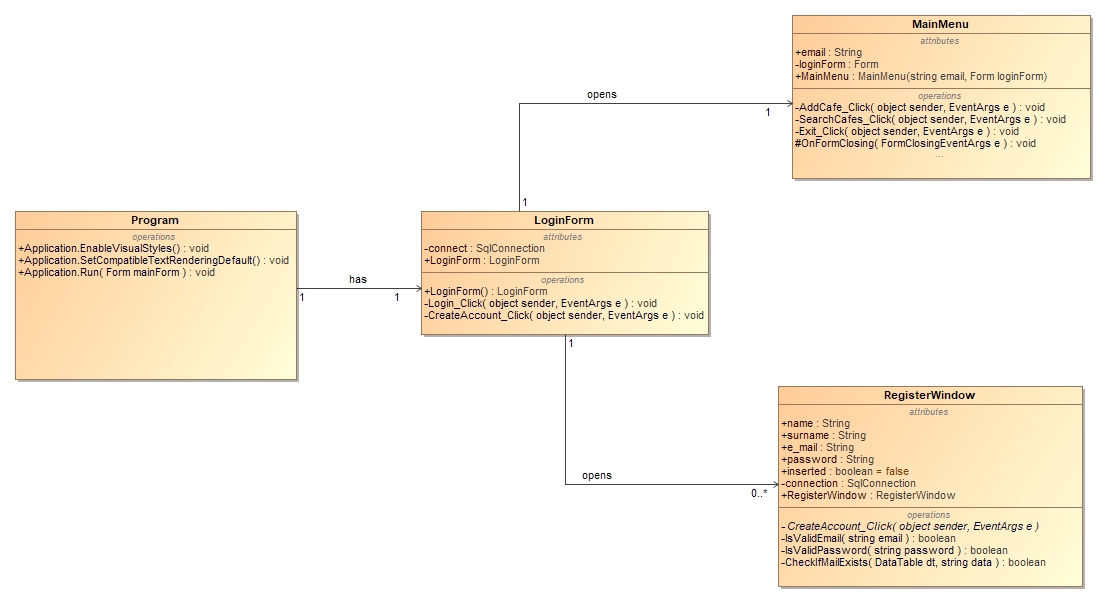 MainMenu
attributes
+email : String
-loginForm : Form
+MainMenu : MainMenu(string email, Form loginForm)
operations
-AddCafe_Click( object sender, EventArgs e ) : void
-SearchCafes_Click( object sender, EventArgs e ) : void
-Exit_Click( object sender, EventArgs e ) : void
#OnFormClosing( FormClosingEventArgs e ) : void
...
opens
1
1
Program
operations
+Application.EnableVisualStyles() : void
+Application.SetCompatibleTextRenderingDefault() : void
+Application.Run( Form mainForm ) : void
has
1
1
LoginForm
attributes
-connect : SqlConnection
+LoginForm : LoginForm
operations
+LoginForm() : LoginForm
-Login_Click( object sender, EventArgs e ) : void
-CreateAccount_Click( object sender, EventArgs e ) : void
1
opens
0..*
RegisterWindow
attributes
+name : String
+surname : String
+e_mail : String
+password : String
+inserted : boolean = false
-connection : SqlConnection
+RegisterWindow : RegisterWindow
operations
- CreateAccount_Click( object sender, EventArgs e )
-IsValidEmail( string email ) : boolean
-IsValidPassword( string password ) : boolean
-CheckIfMailExists( DataTable dt, string data ) : boolean